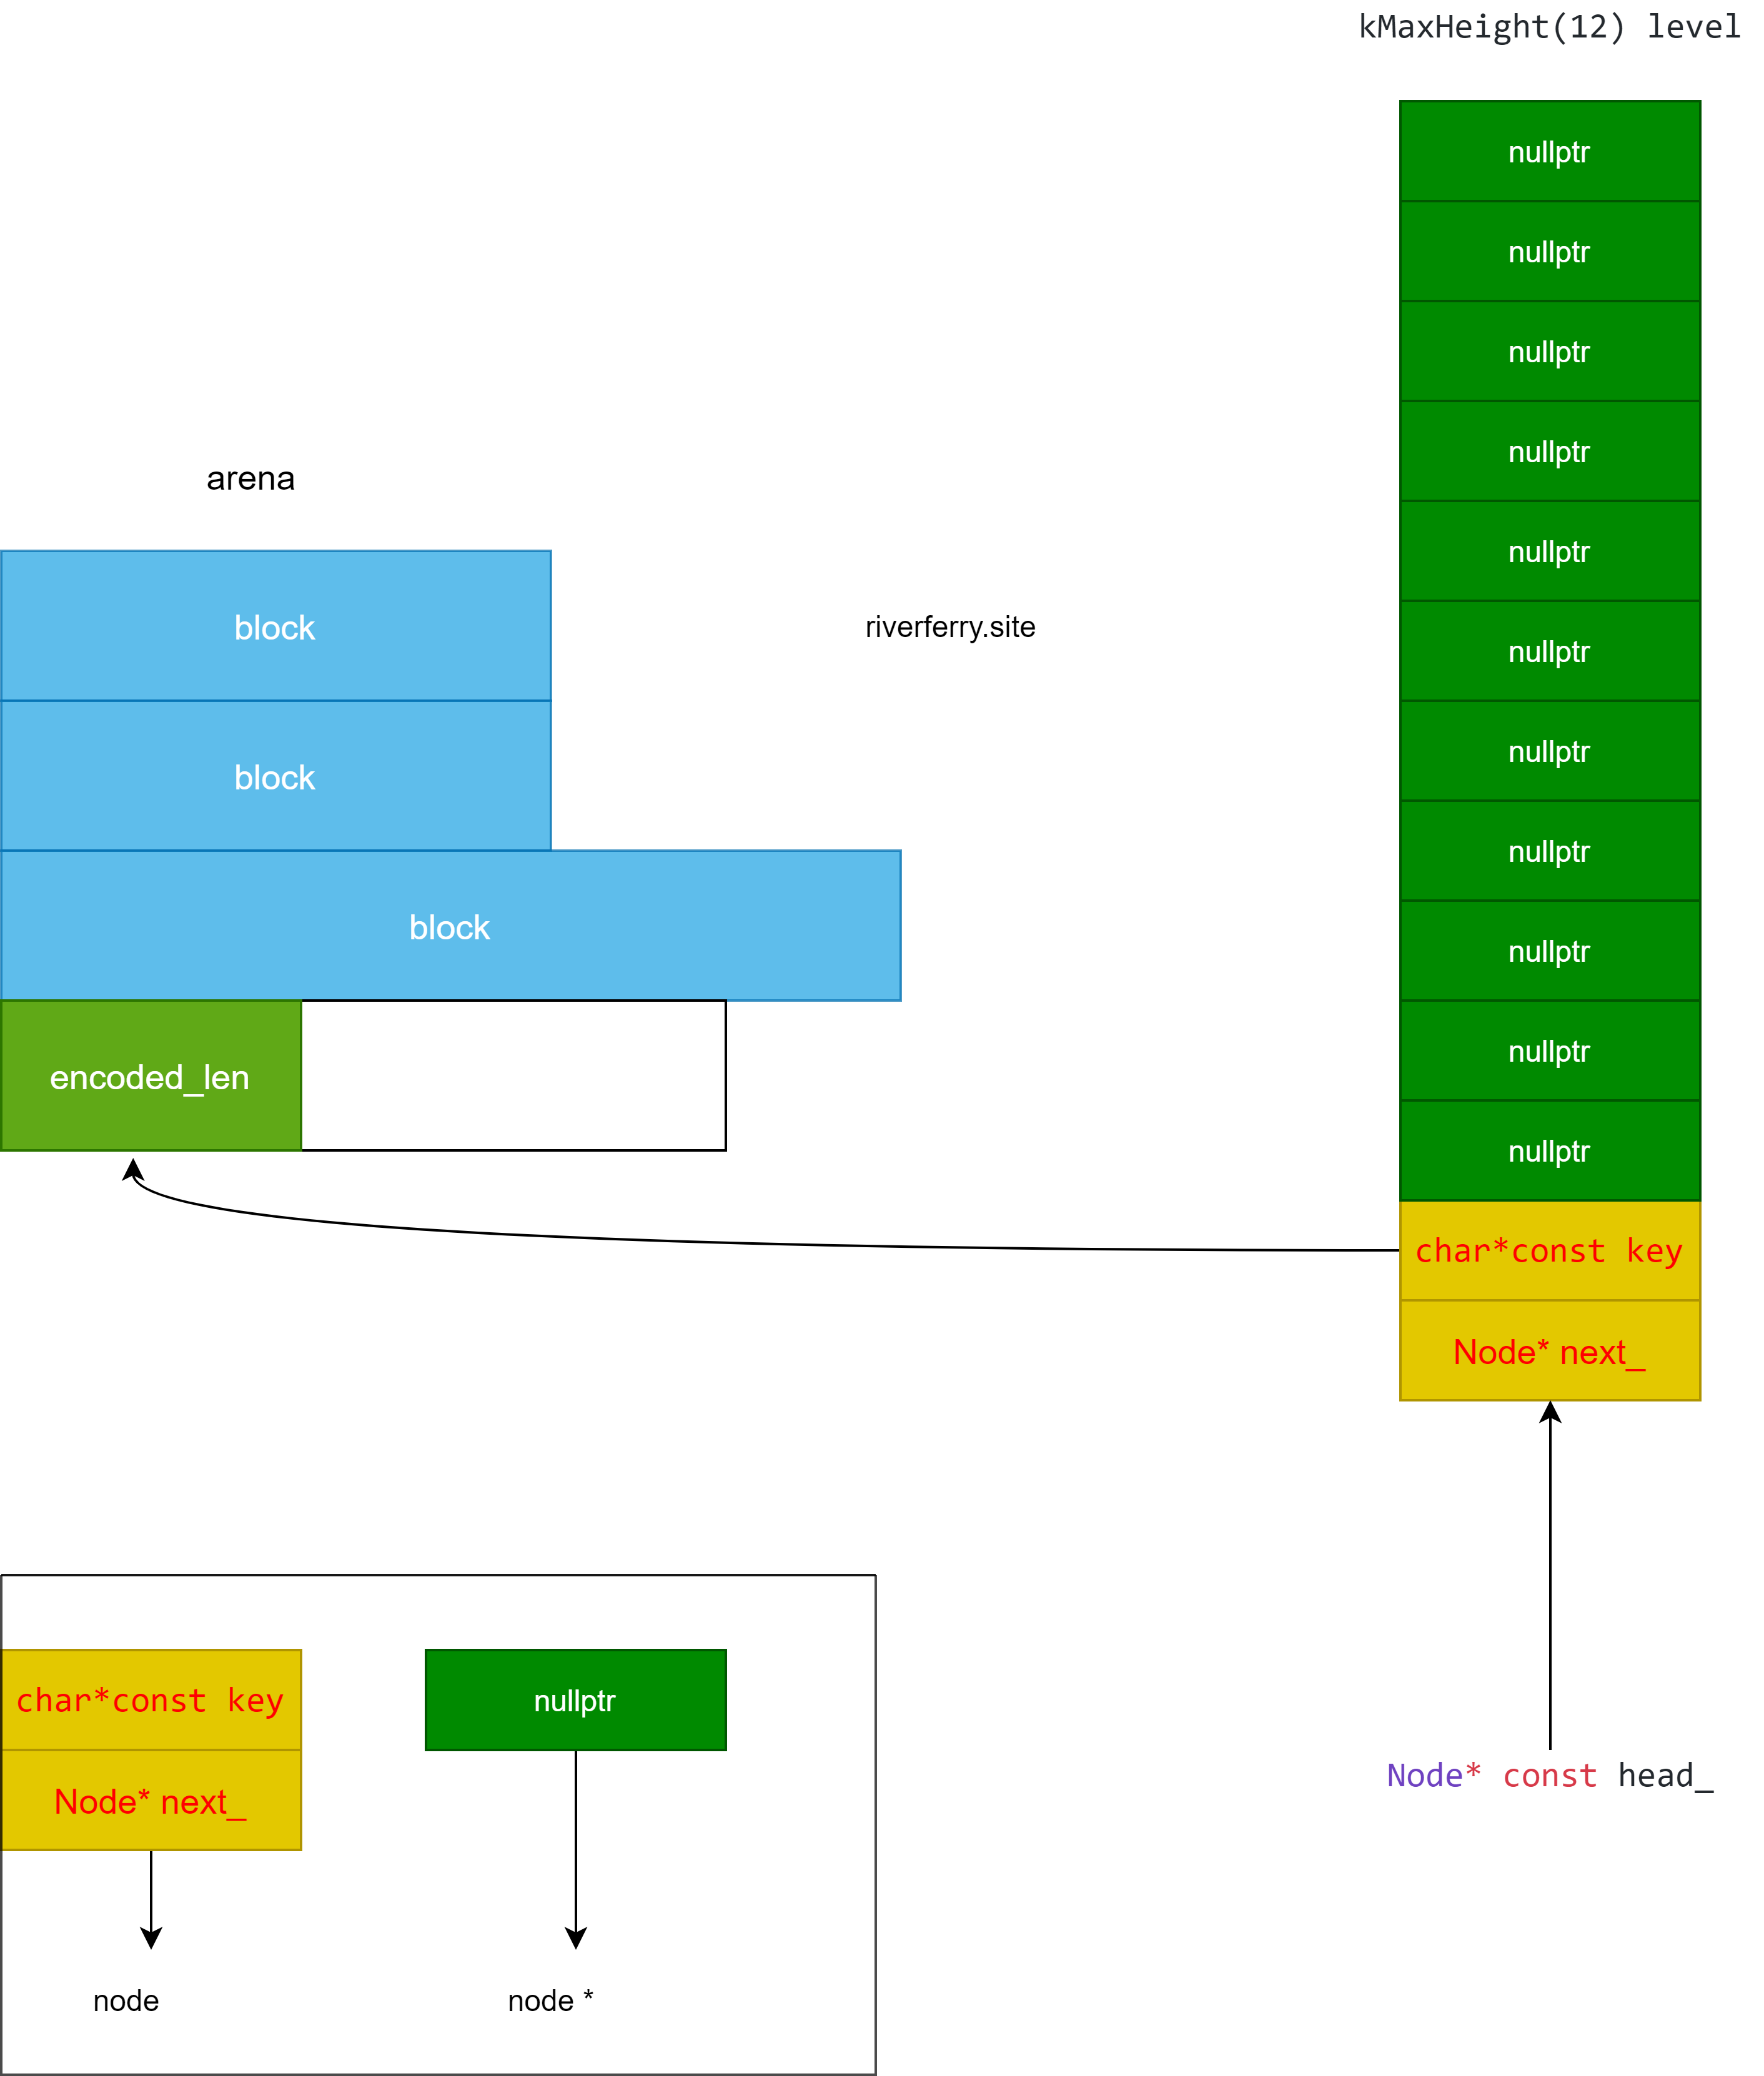 kMaxHeight(12) level
nullptr
nullptr
nullptr
nullptr
nullptr
nullptr
nullptr
nullptr
nullptr
nullptr
nullptr
char*const key
Node* next_
Node* const head_
arena
block
block
block
encoded_len
riverferry.site
char*const key
Node* next_
node
nullptr
node *